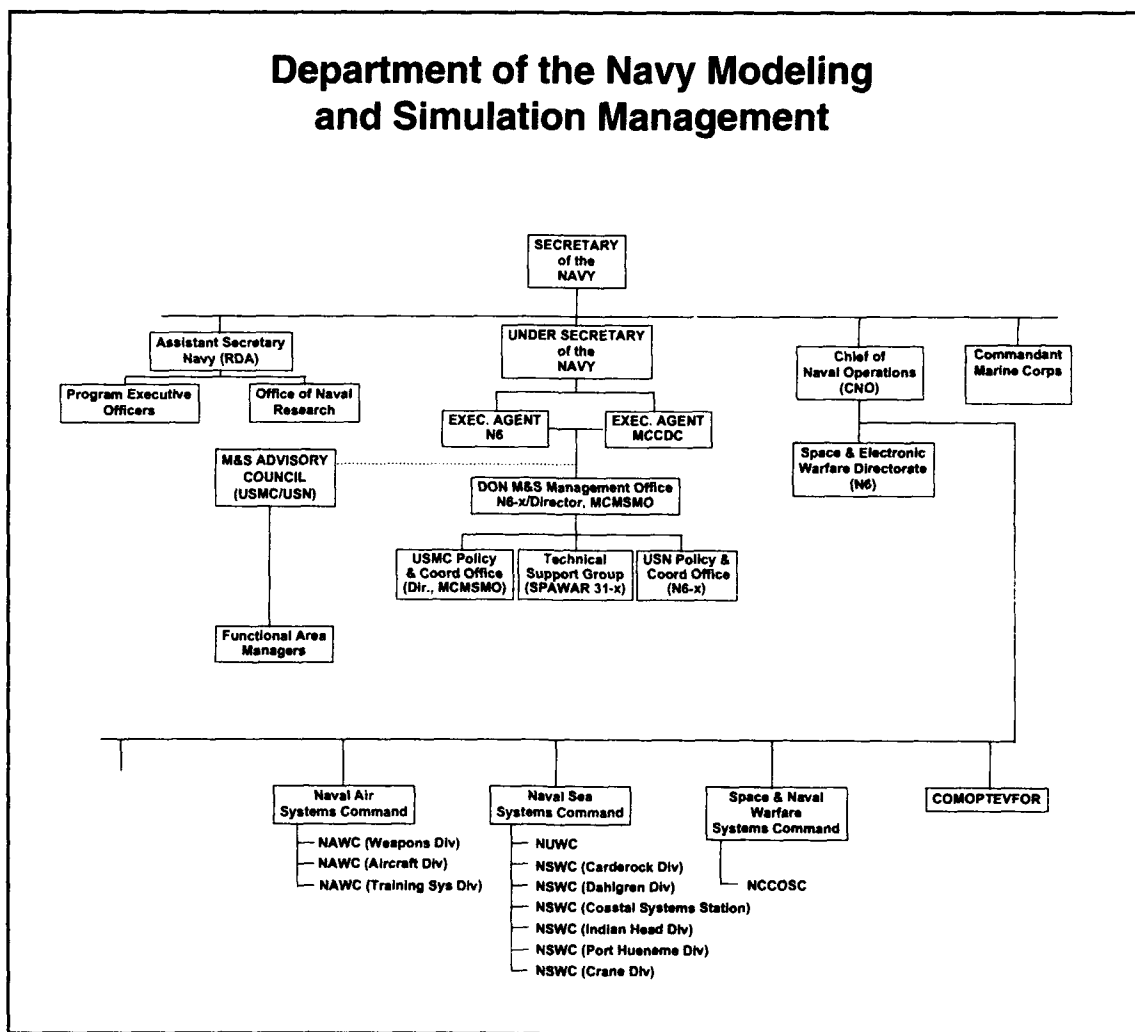 Department of the Navy Modeling
and Simulation Management
SECRETARY
of the
NAVY
Assistant Secretary
Navy (RDA)
UNDER SECRETARY
of the
NAVY
Chief of
Naval Operations
(CNO)
Commandant
Marine Corps
Program Executive
Officers
Office of Naval
Research
EXEC. AGENT
N6
EXEC. AGENT
MCCDC
M&S ADVISORY
COUNCIL
(USMC/USN)
Space & Electronic
Warfare Directorate
(N6)
DON M&S Management Office
N6-x/Director, MCMSMO
USMC Policy
& Coord Office
(Dir., MCMSMO)
Technical
Support Group
(SPAWAR 31-x)
USN Policy &
Coord Office
(N6-x)
Functional Area
Managers
Naval Air
Systems Command
NAWC (Weapons Div)
NAWC (Aircraft Div)
NAWC (Training Sys Div)
Naval Sea
Systems Command
NUWC
NSWC (Carderock Div)
NSWC (Dahlgren Div)
NSWC (Coastal Systems Station)
NSWC (Indian Head Div)
NSWC (Port Hueneme Div)
NSWC (Crane Div)
Space & Naval
Warfare
Systems Command
NCCOSC
COMOPTEVFOR